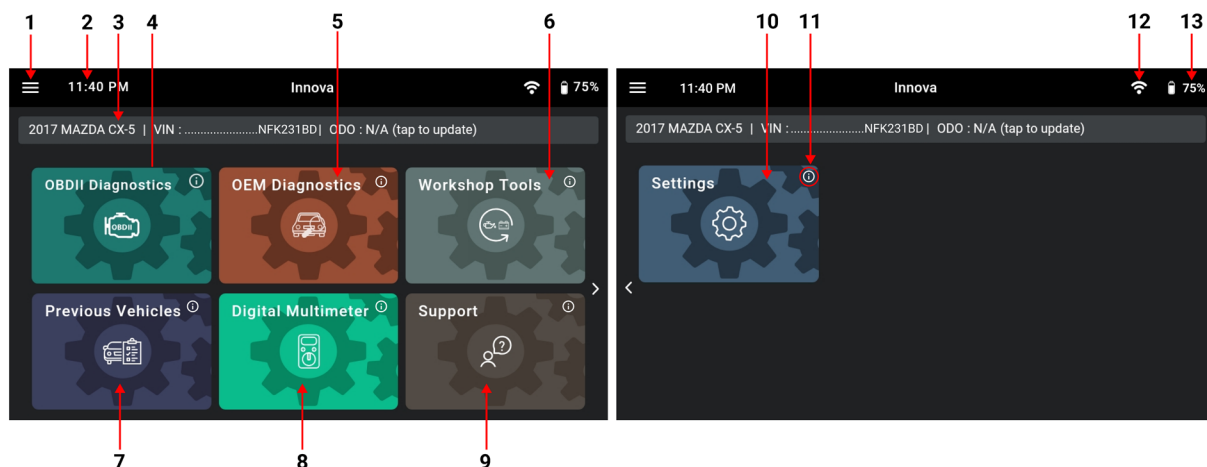 1 2 3 4 5 6 10 11 12 13
11:40 PM Innova 75%
2017 MAZDA CX-5 | VIN : ......................NFK231BD | ODO : N/A (tap to update)
OBDII Diagnostics OEM Diagnostics Workshop Tools
OBDII
Previous Vehicles Digital Multimeter Support
?
7 8 9
11:40 PM Innova 75%
2017 MAZDA CX-5 | VIN : ......................NFK231BD | ODO : N/A (tap to update)
Settings